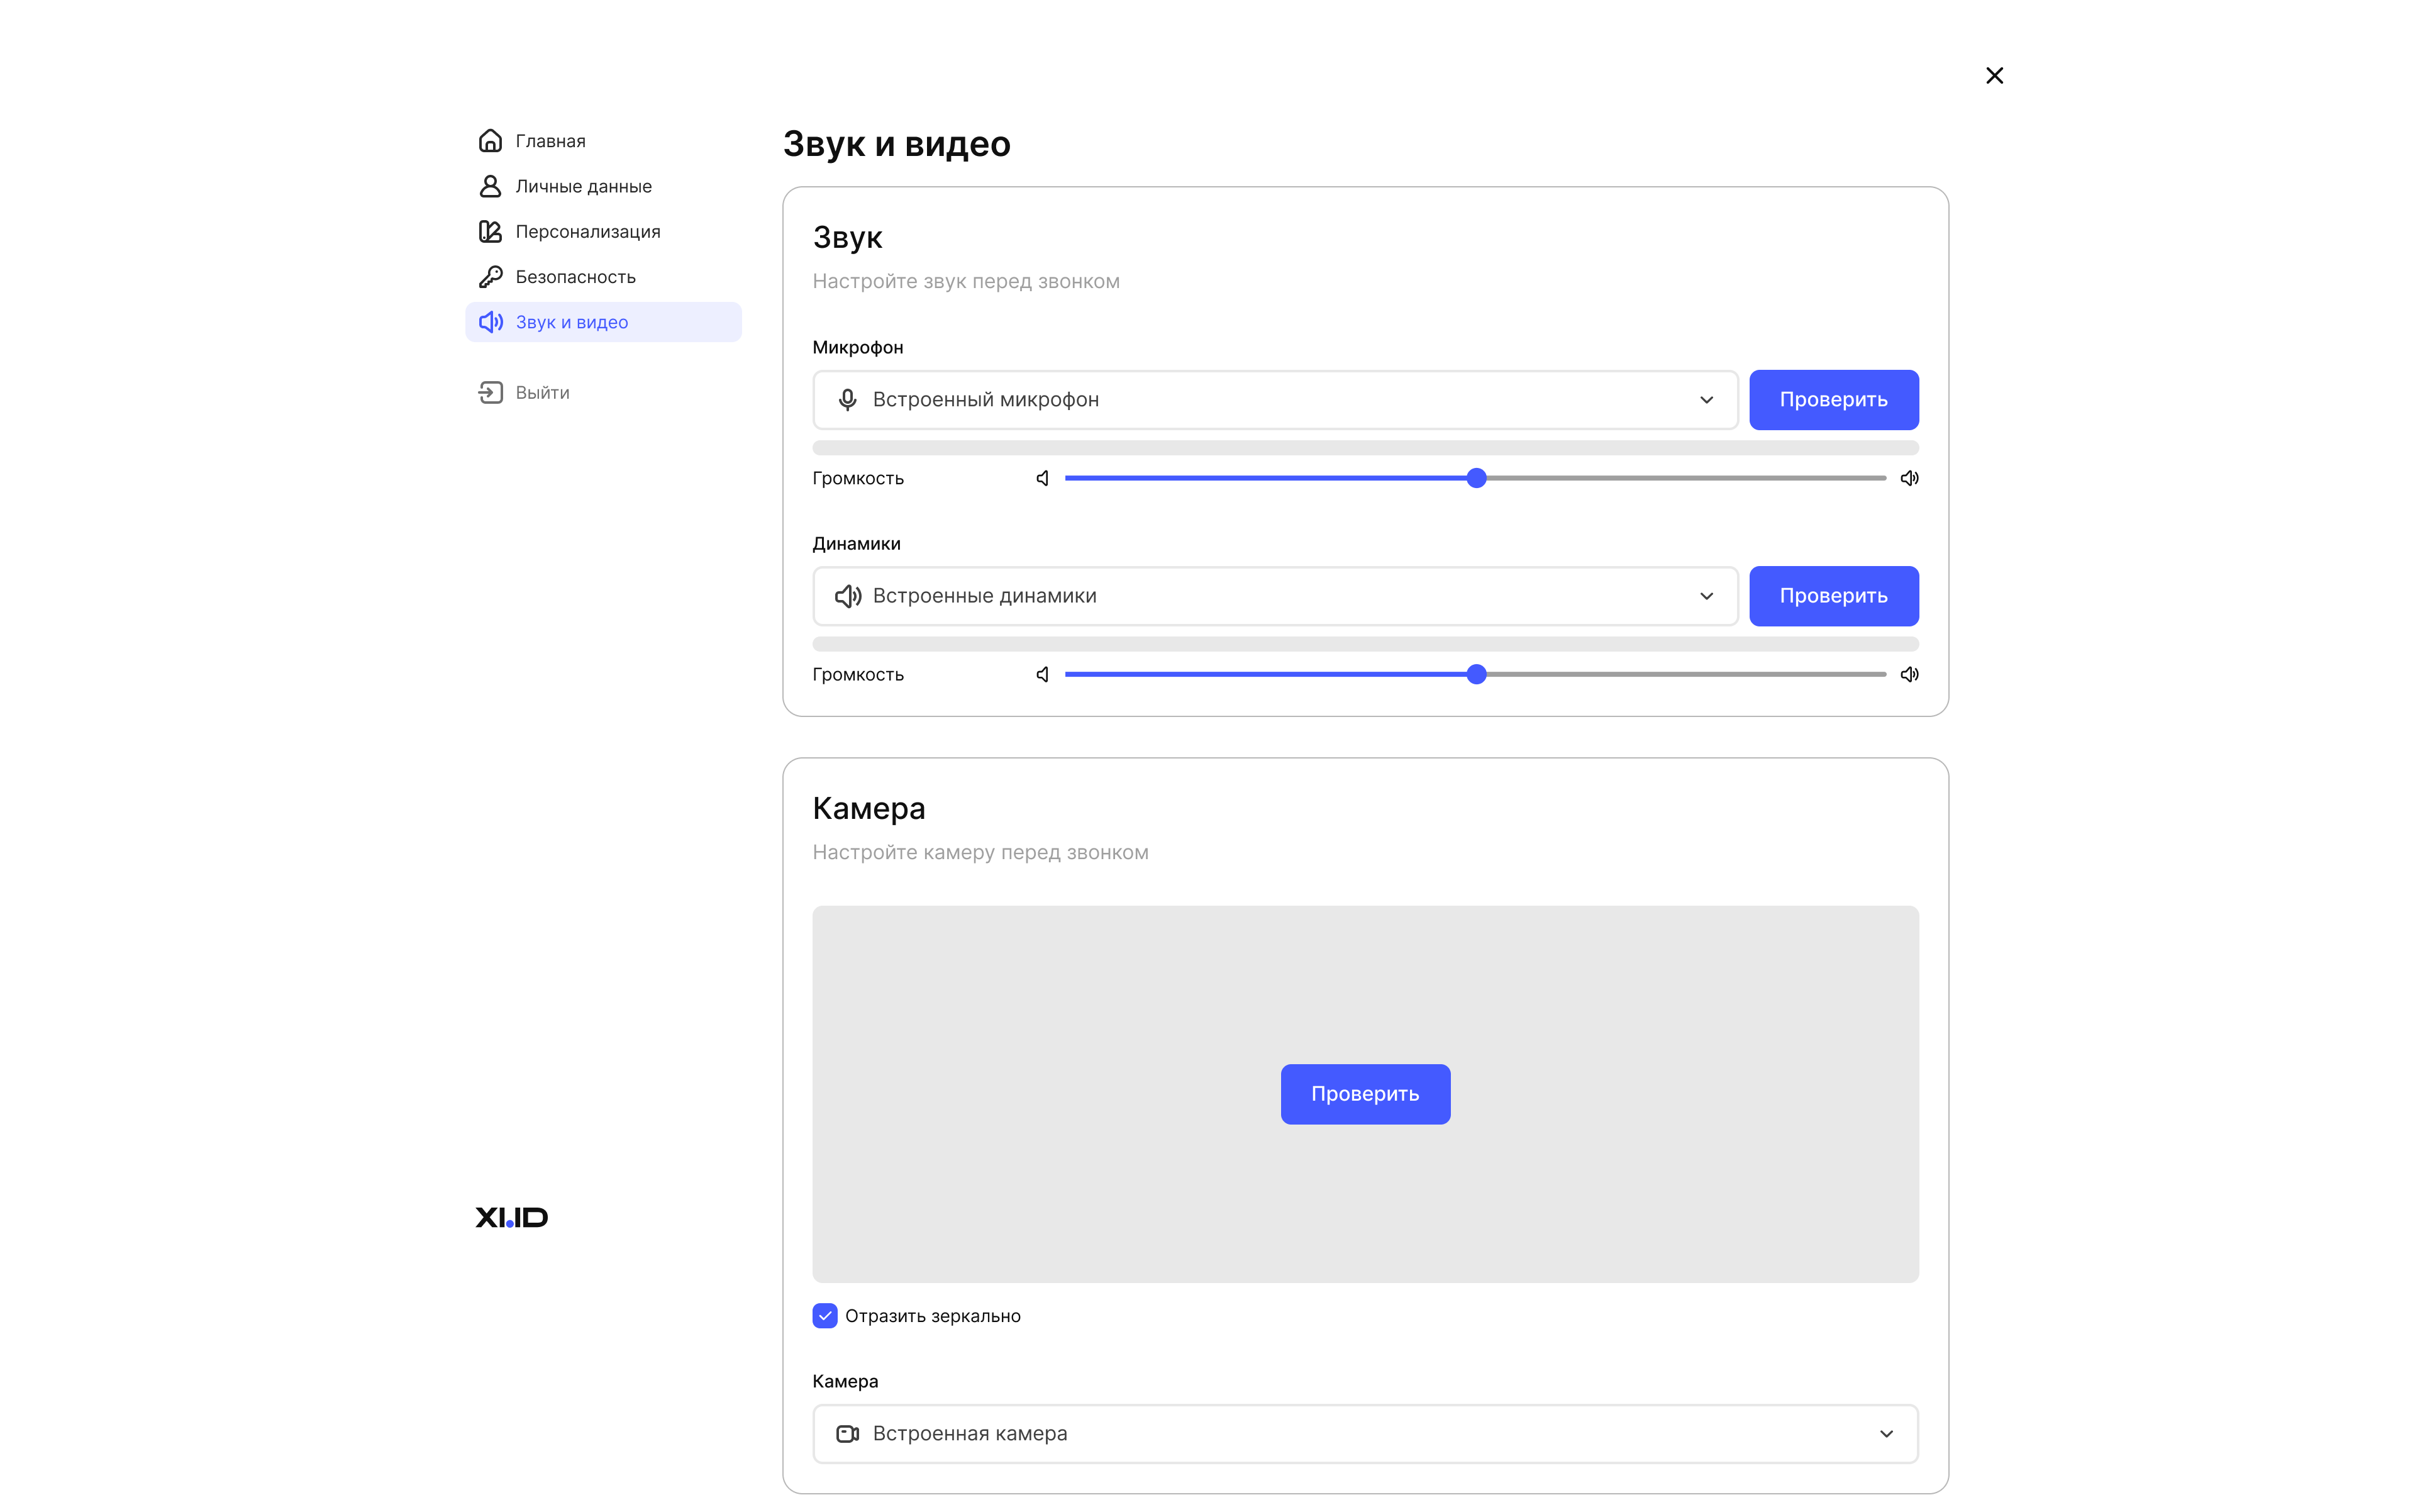 Главная
Личные данные
Персонализация
Безопасность
Звук и видео
Выйти
XI.ID
Звук и видео
Звук
Настройте звук перед звонком
Микрофон
Встроенный микрофон
Проверить
Громкость
Динамики
Встроенные динамики
Проверить
Громкость
Камера
Настройте камеру перед звонком
Проверить
Отразить зеркально
Камера
Встроенная камера